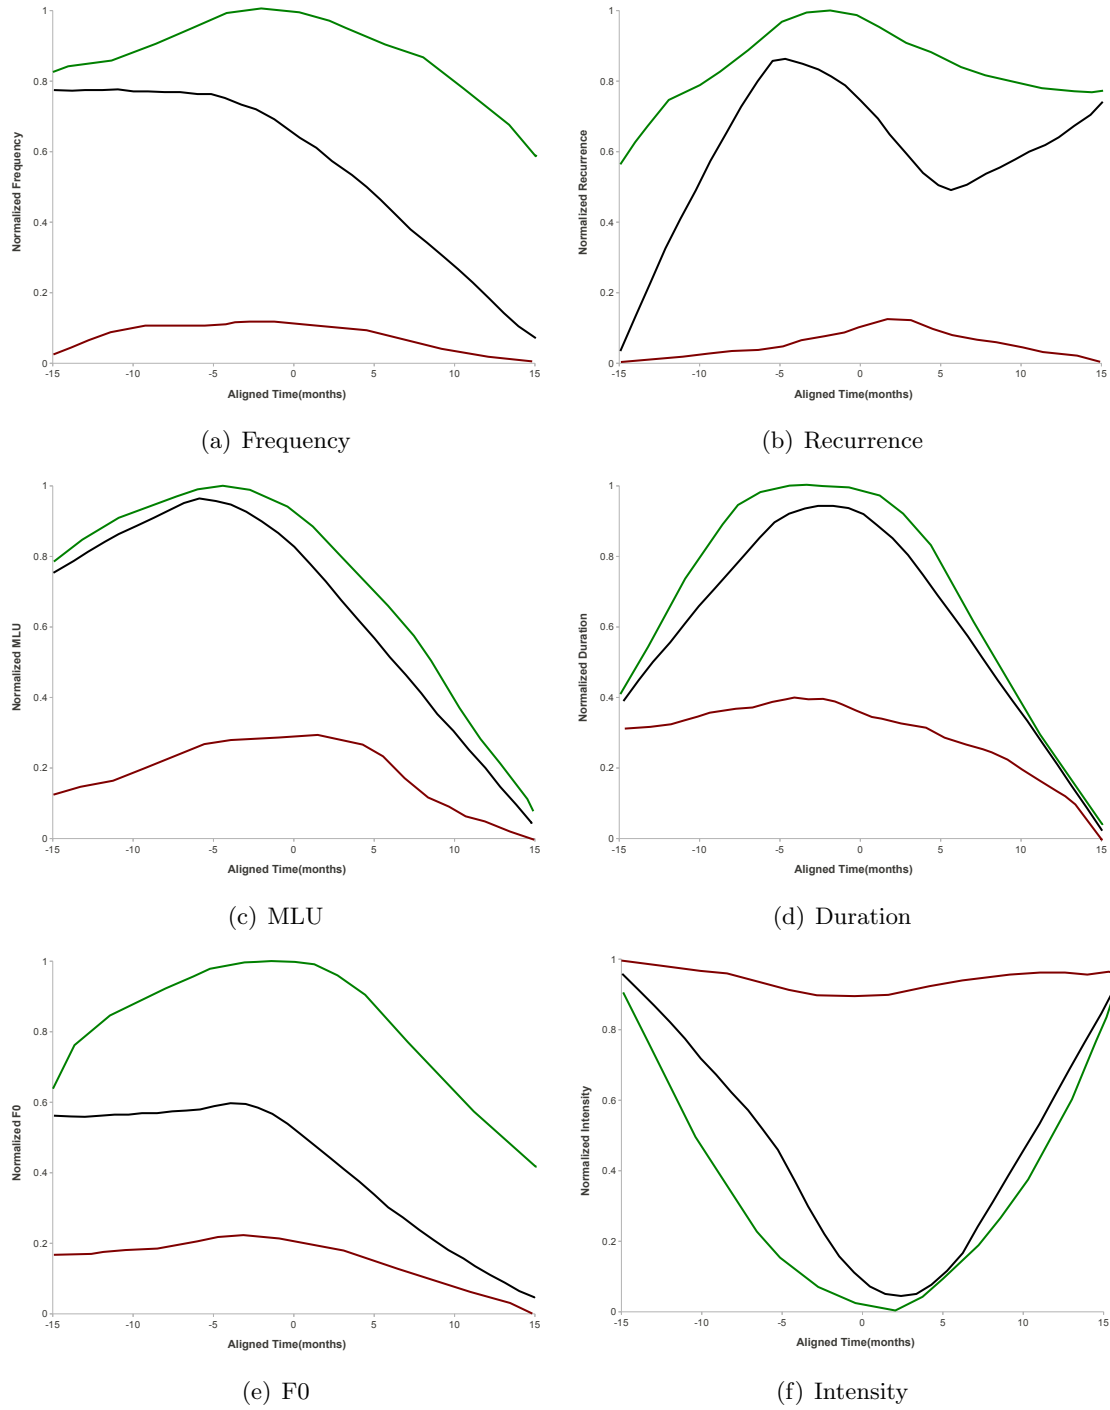 1
0.8
0.6
0.4
0.2
0
Normalized Frequency
-15 -10 -5 0 5 10 15
Aligned Time(months)
(a) Frequency
1
0.8
0.6
0.4
0.2
0
Normalized Recurrence
-15 -10 -5 0 5 10 15
Aligned Time(months)
(b) Recurrence
1
0.8
0.6
0.4
0.2
0
Normalized MLU
-15 -10 -5 0 5 10 15
Aligned Time(months)
(c) MLU
1
0.8
0.6
0.4
0.2
0
Normalized Duration
-15 -10 -5 0 5 10 15
Aligned Time(months)
(d) Duration
1
0.8
0.6
0.4
0.2
0
Normalized F0
-15 -10 -5 0 5 10 15
Aligned Time(months)
(e) F0
1
0.8
0.6
0.4
0.2
0
Normalized Intensity
-15 -10 -5 0 5 10 15
Aligned Time(months)
(f) Intensity